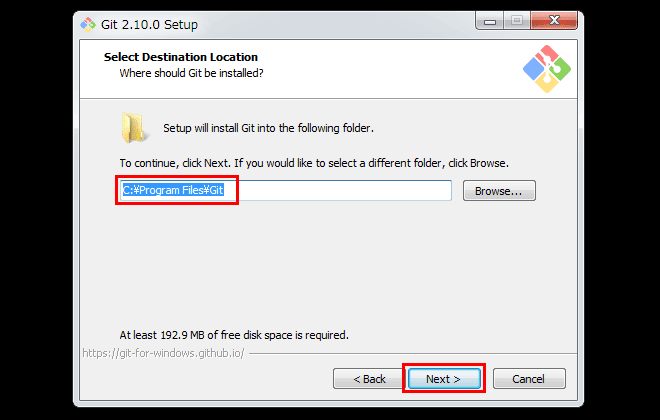 Git 2.10.0 Setup
Select Destination Location
Where should Git be installed?
Setup will install Git into the following folder.
To continue, click Next. If you would like to select a different folder, click Browse.
C:¥Program Files¥Git
Browse...
At least 192.9 MB of free disk space is required.
https://git-for-windows.github.io/
< Back
Next >
Cancel